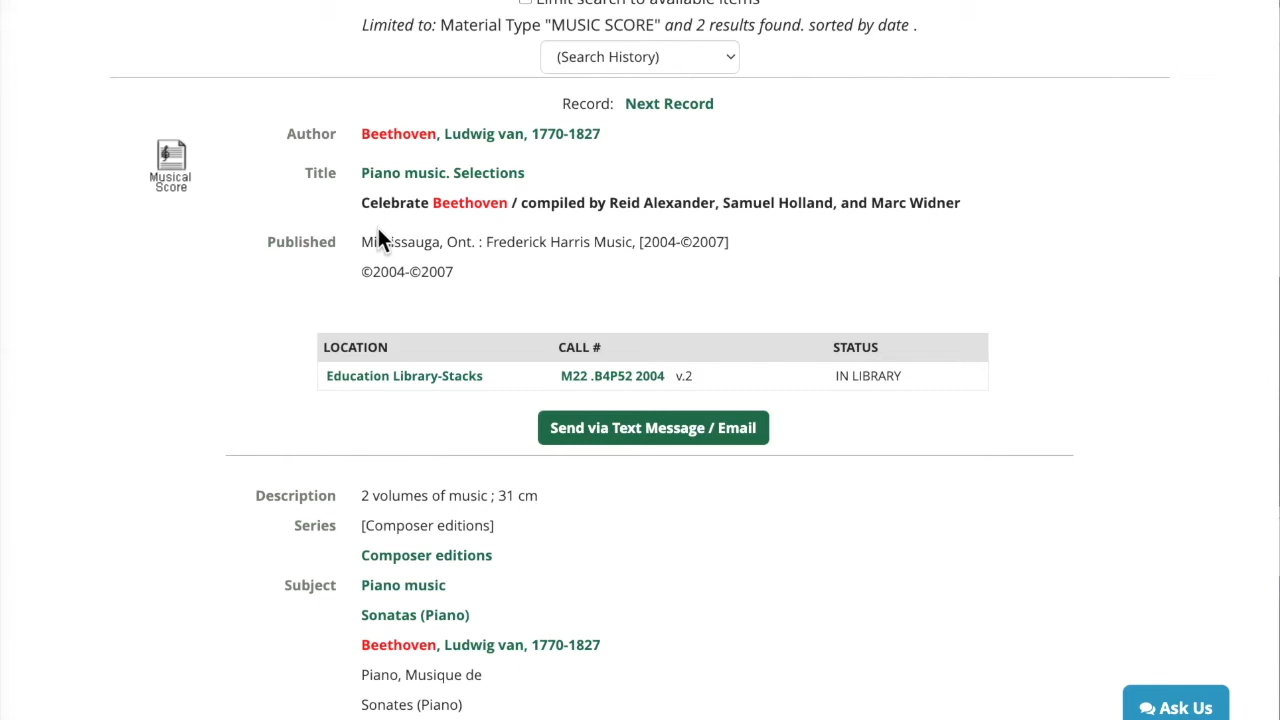 Limit search to available items
Limited to: Material Type "MUSIC SCORE" and 2 results found. sorted by date .
(Search History)
Record: Next Record
Musical
Score
Author Beethoven, Ludwig van, 1770-1827
Title Piano music. Selections
Celebrate Beethoven / compiled by Reid Alexander, Samuel Holland, and Marc Widner
Published Mississauga, Ont. : Frederick Harris Music, [2004-©2007]
©2004-©2007
LOCATION CALL # STATUS
Education Library-Stacks M22 .B4P52 2004 v.2 IN LIBRARY
Send via Text Message / Email
Description 2 volumes of music ; 31 cm
Series [Composer editions]
Composer editions
Subject Piano music
Sonatas (Piano)
Beethoven, Ludwig van, 1770-1827
Piano, Musique de
Sonates (Piano)
Ask Us